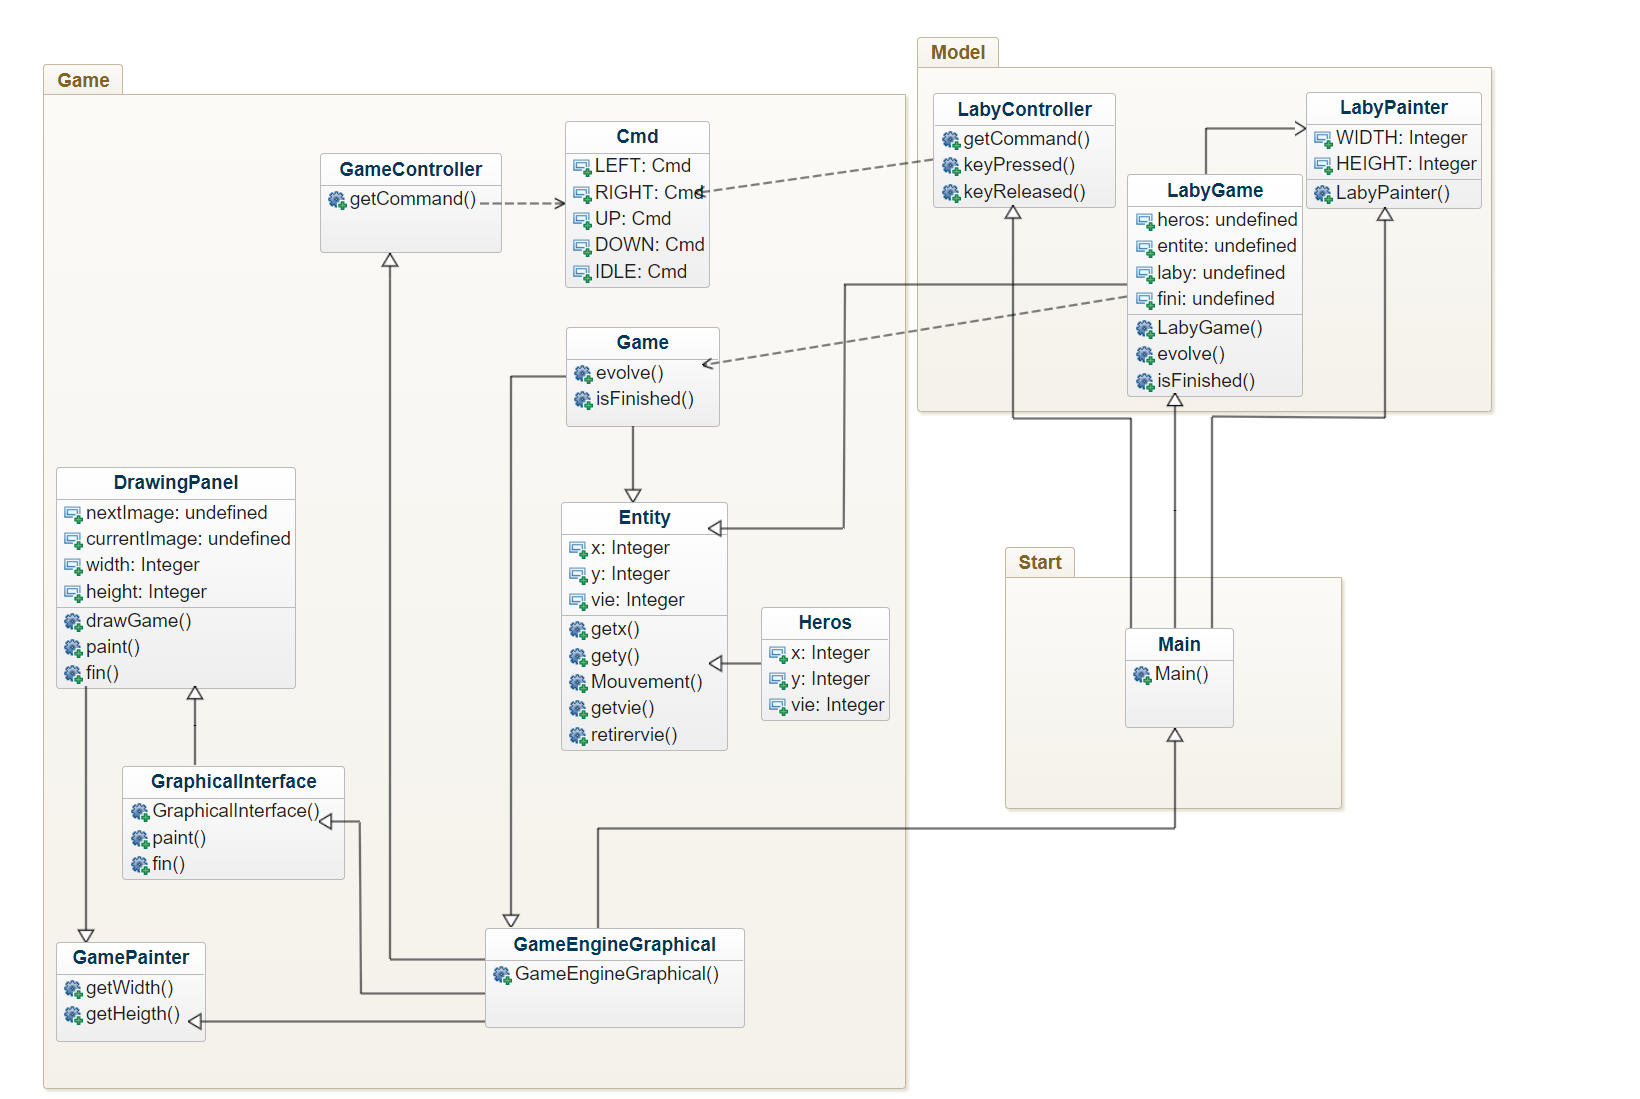 Game
GameController
getCommand()
Cmd
LEFT: Cmd
RIGHT: Cmd
UP: Cmd
DOWN: Cmd
IDLE: Cmd
Game
evolve()
isFinished()
DrawingPanel
nextImage: undefined
currentImage: undefined
width: Integer
height: Integer
drawGame()
paint()
fin()
Entity
x: Integer
y: Integer
vie: Integer
getx()
gety()
Mouvement()
getvie()
retirervie()
Heros
x: Integer
y: Integer
vie: Integer
GraphicalInterface
GraphicalInterface()
paint()
fin()
GamePainter
getWidth()
getHeigth()
GameEngineGraphical
GameEngineGraphical()
Model
LabyController
getCommand()
keyPressed()
keyReleased()
LabyPainter
WIDTH: Integer
HEIGHT: Integer
LabyPainter()
LabyGame
heros: undefined
entite: undefined
laby: undefined
fini: undefined
LabyGame()
evolve()
isFinished()
Start
Main
Main()